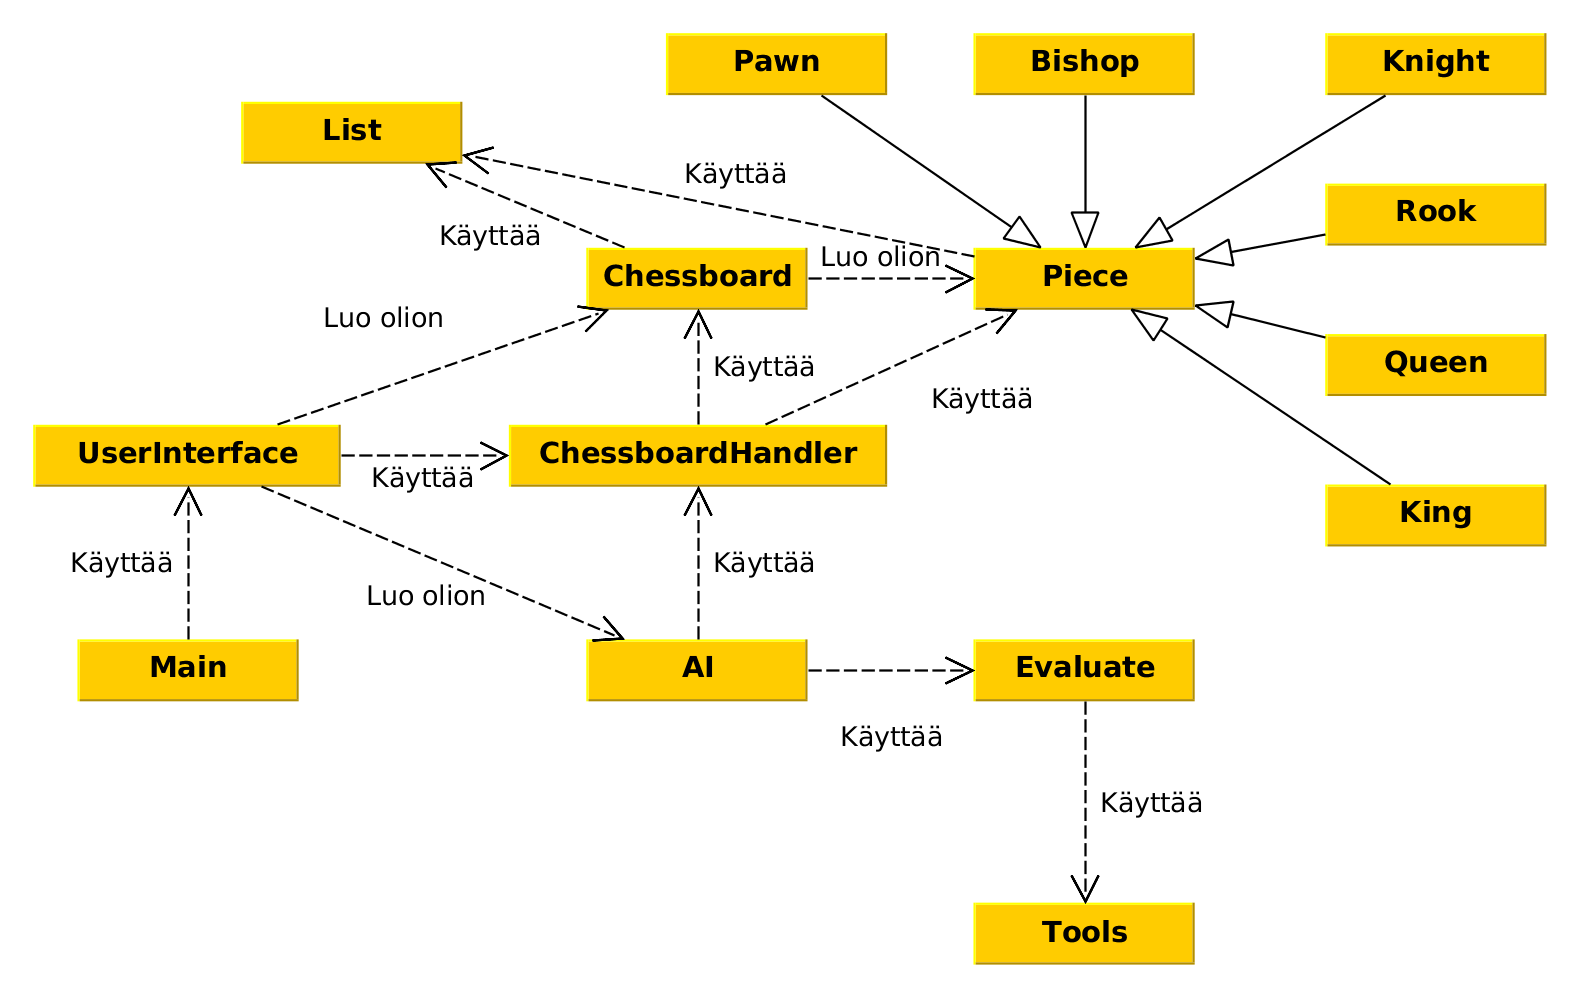 Pawn
Bishop
Knight
List
Käyttää
Rook
Käyttää
Luo olion
Chessboard
Piece
Luo olion
Käyttää
Queen
Käyttää
UserInterface
ChessboardHandler
Käyttää
King
Käyttää
Käyttää
Luo olion
Main
AI
Evaluate
Käyttää
Käyttää
Tools